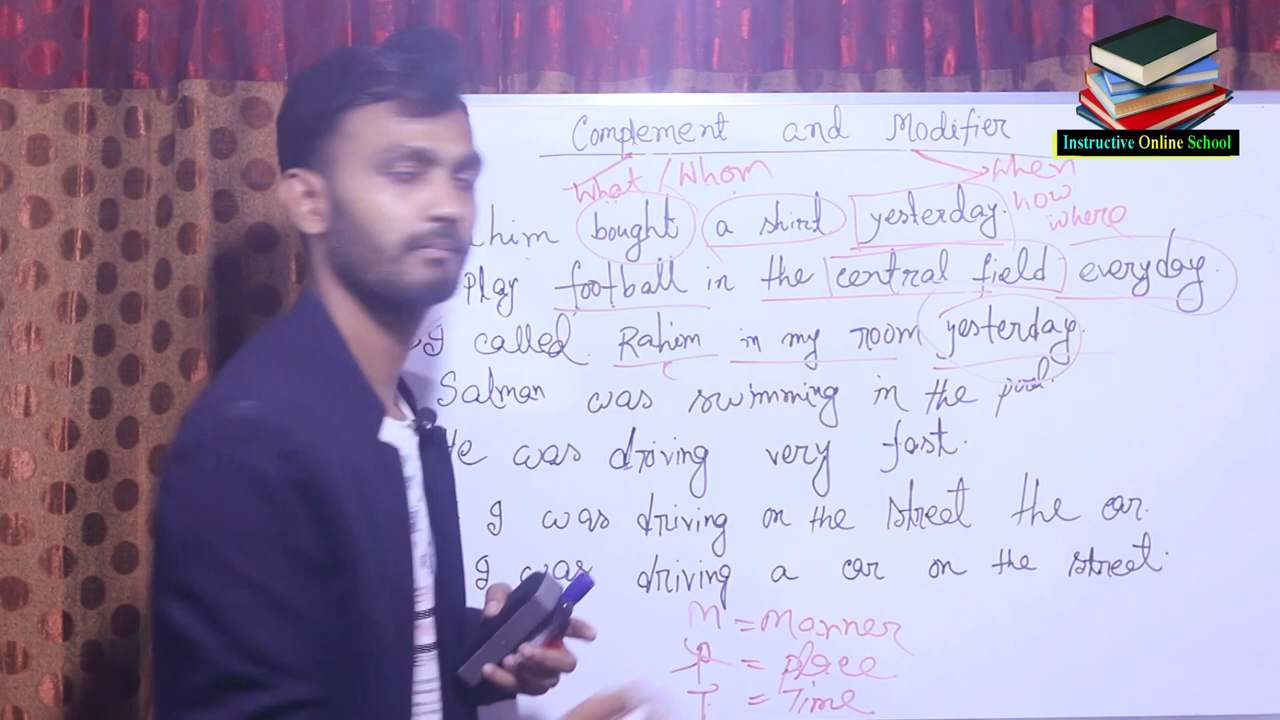 Instructive Online School
Complement and Modifier
What / Whom
when
how
where
him bought a shirt yesterday.
play football in the central field everyday.
I called Rahim in my room yesterday.
Salman was swimming in the pool.
He was driving very fast.
I was driving on the street the car.
I was driving a car on the street.
M = Manner
P = place
T = Time